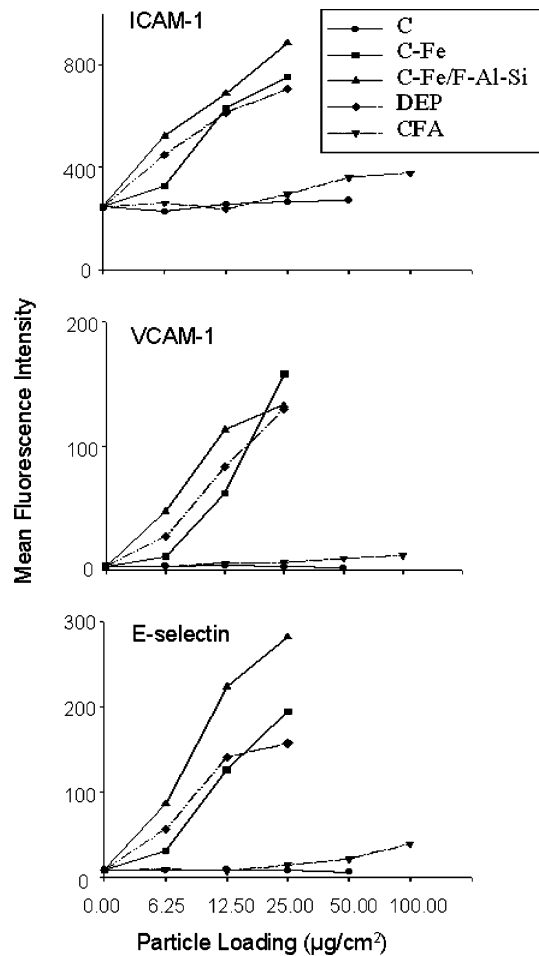 ICAM-1
C
C-Fe
C-Fe/F-Al-Si
DEP
CFA
800
400
0
VCAM-1
200
100
0
Mean Fluorescence Intensity
E-selectin
300
200
100
0
0.00 6.25 12.50 25.00 50.00 100.00
Particle Loading (µg/cm²)